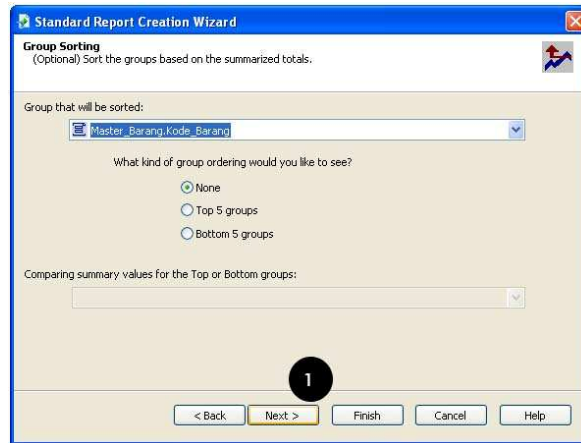 Standard Report Creation Wizard
Group Sorting
(Optional) Sort the groups based on the summarized totals.
Group that will be sorted:
Master_Barang.Kode_Barang
What kind of group ordering would you like to see?
None
Top 5 groups
Bottom 5 groups
Comparing summary values for the Top or Bottom groups:
1
< Back Next > Finish Cancel Help